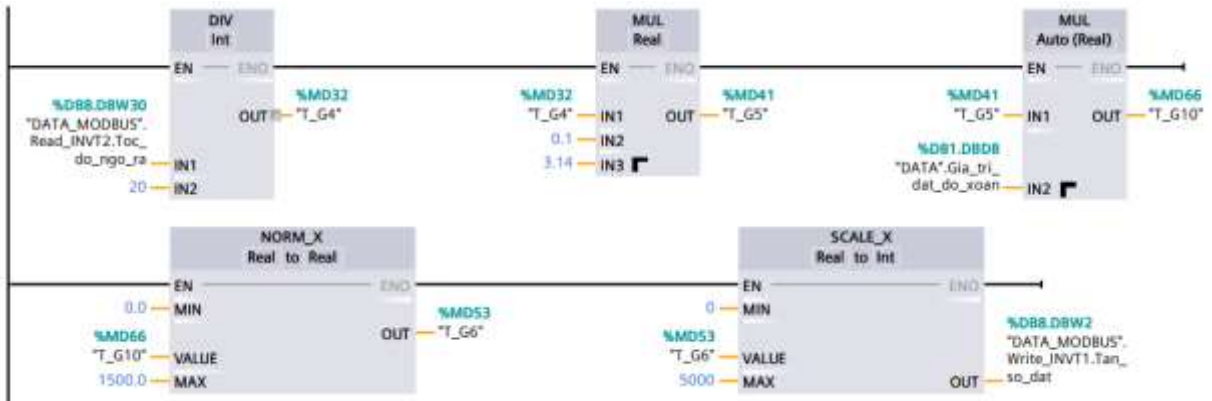 DIV
Int
EN ENO
%DB8.DBW30
"DATA_MODBUS".
Read_INVT2.Toc_
do_ngo_ra IN1
20 IN2
%MD32
OUT "T_G4"
MUL
Real
EN ENO
%MD32
"T_G4" IN1
0.1 IN2
3.14 IN3
%MD41
OUT "T_G5"
MUL
Auto (Real)
EN ENO
%MD41
"T_G5" IN1
%DB1.DBD8
"DATA".Gia_tri_
dat_do_xoan IN2
%MD66
OUT "T_G10"
NORM_X
Real to Real
EN ENO
0.0 MIN
%MD66
"T_G10" VALUE
1500.0 MAX
%MD53
OUT "T_G6"
SCALE_X
Real to Int
EN ENO
0 MIN
%MD53
"T_G6" VALUE
5000 MAX
%DB8.DBW2
"DATA_MODBUS".
Write_INVT1.Tan_
OUT so_dat